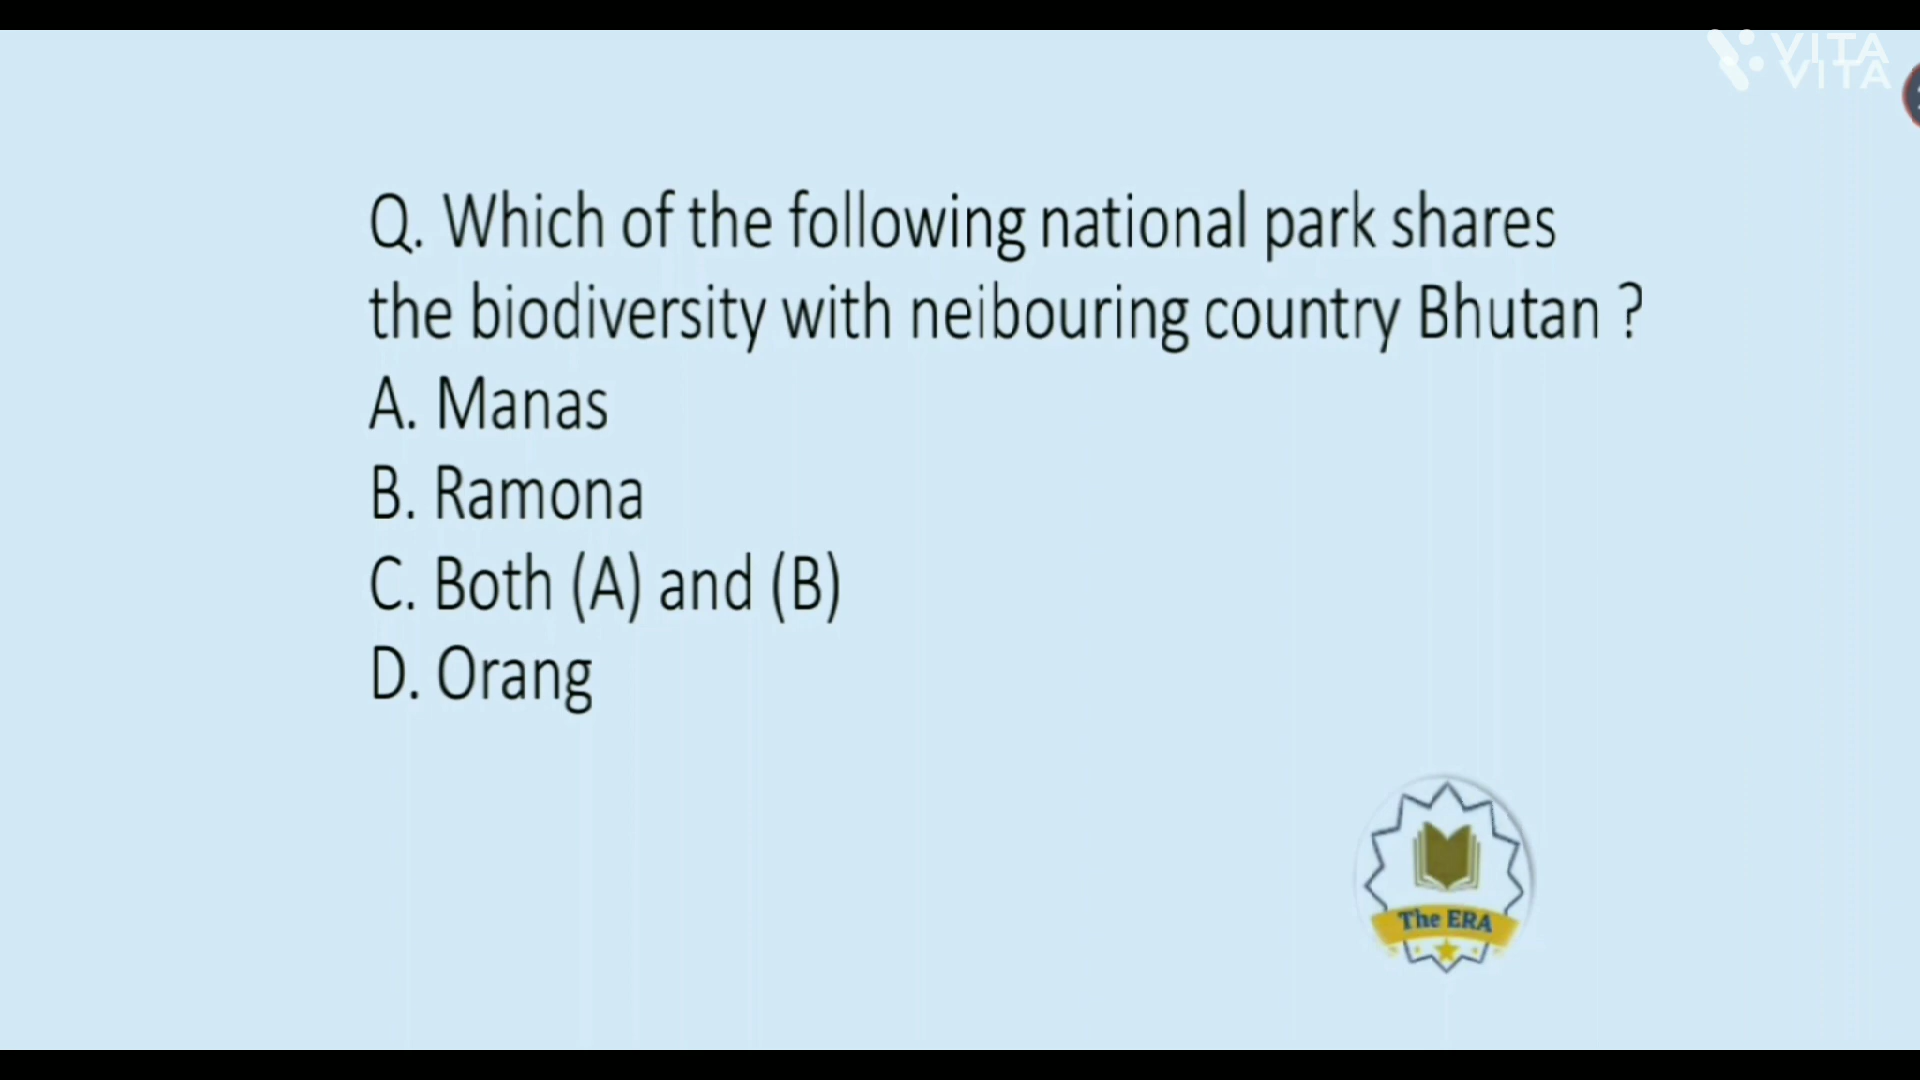 VITA
VITA
Q. Which of the following national park shares
the biodiversity with neibouring country Bhutan ?
A. Manas
B. Ramona
C. Both (A) and (B)
D. Orang
The ERA